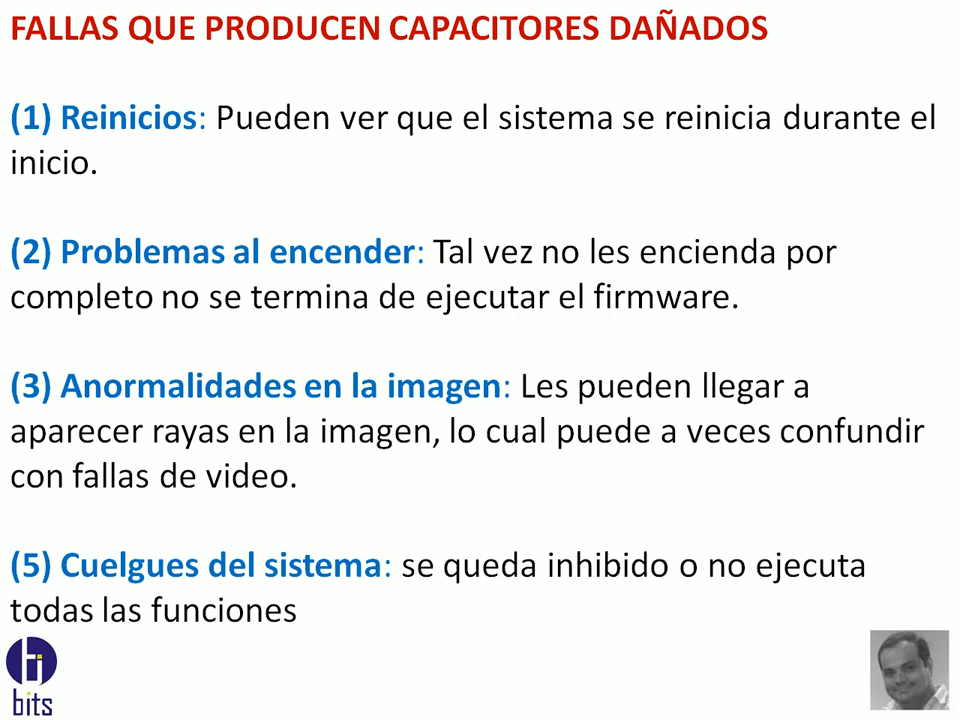 FALLAS QUE PRODUCEN CAPACITORES DAÑADOS
(1) Reinicios: Pueden ver que el sistema se reinicia durante el
inicio.
(2) Problemas al encender: Tal vez no les encienda por
completo no se termina de ejecutar el firmware.
(3) Anormalidades en la imagen: Les pueden llegar a
aparecer rayas en la imagen, lo cual puede a veces confundir
con fallas de video.
(5) Cuelgues del sistema: se queda inhibido o no ejecuta
todas las funciones
bits